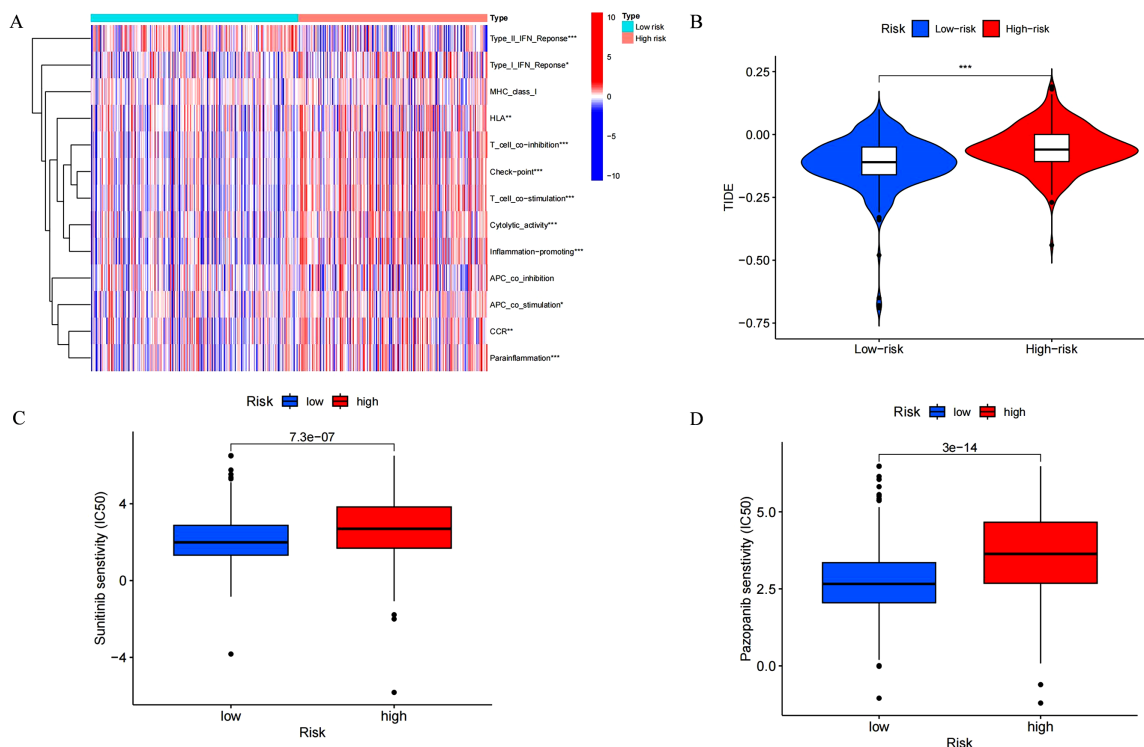 A
Type
Type_II_IFN_Reponse***
Type_I_IFN_Reponse*
MHC_class_I
HLA**
T_cell_co-inhibition***
Check-point***
T_cell_co-stimulation***
Cytolytic_activity***
Inflammation-promoting***
APC_co_inhibition
APC_co_stimulation*
CCR**
Parainflammation***
10
5
0
−5
−10
Type
Low risk
High risk
B
Risk Low−risk High−risk
***
0.25
0.00
−0.25
−0.50
−0.75
TIDE
Low−risk High−risk
C
Risk low high
7.3e−07
4
0
−4
Sunitinib senstivity (IC50)
low high
Risk
D
Risk low high
3e−14
5.0
2.5
0.0
Pazopanib senstivity (IC50)
low high
Risk